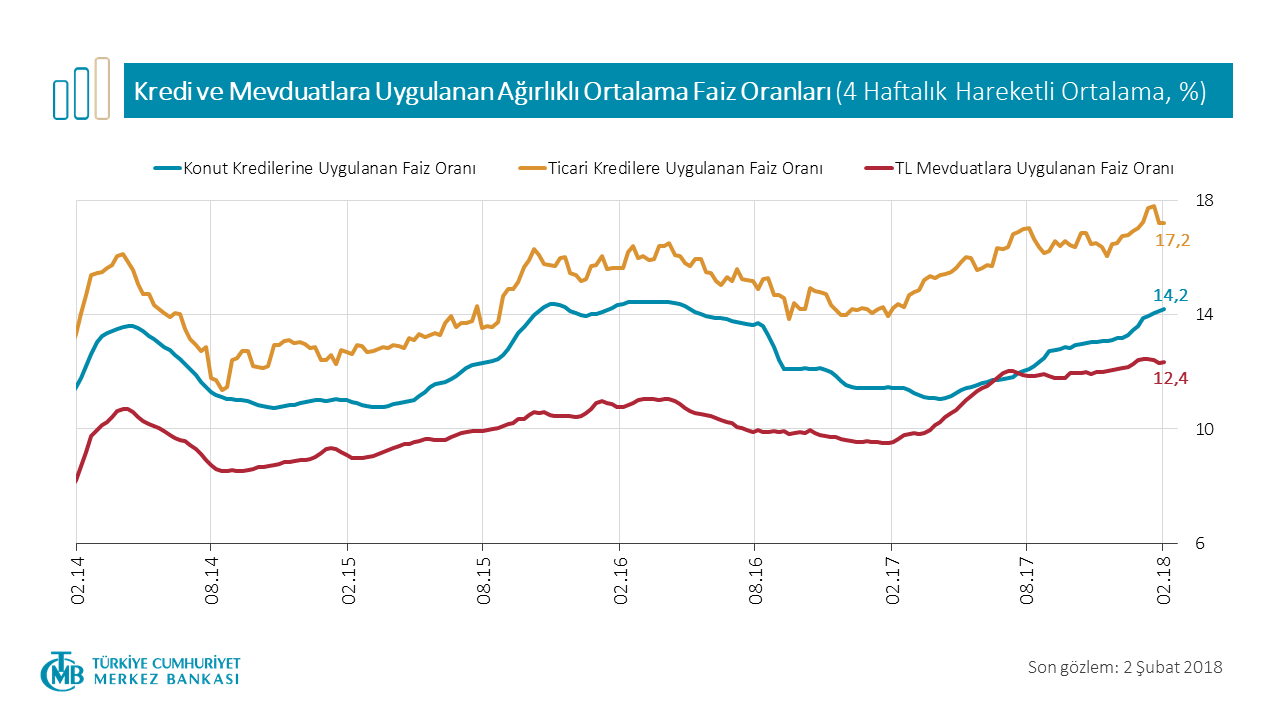 Kredi ve Mevduatlara Uygulanan Ağırlıklı Ortalama Faiz Oranları (4 Haftalık Hareketli Ortalama, %)
Konut Kredilerine Uygulanan Faiz Oranı
Ticari Kredilere Uygulanan Faiz Oranı
TL Mevduatlara Uygulanan Faiz Oranı
18
17,2
14,2
14
12,4
10
6
02.14
08.14
02.15
08.15
02.16
08.16
02.17
08.17
02.18
TCMB
TÜRKİYE CUMHURİYET
MERKEZ BANKASI
Son gözlem: 2 Şubat 2018